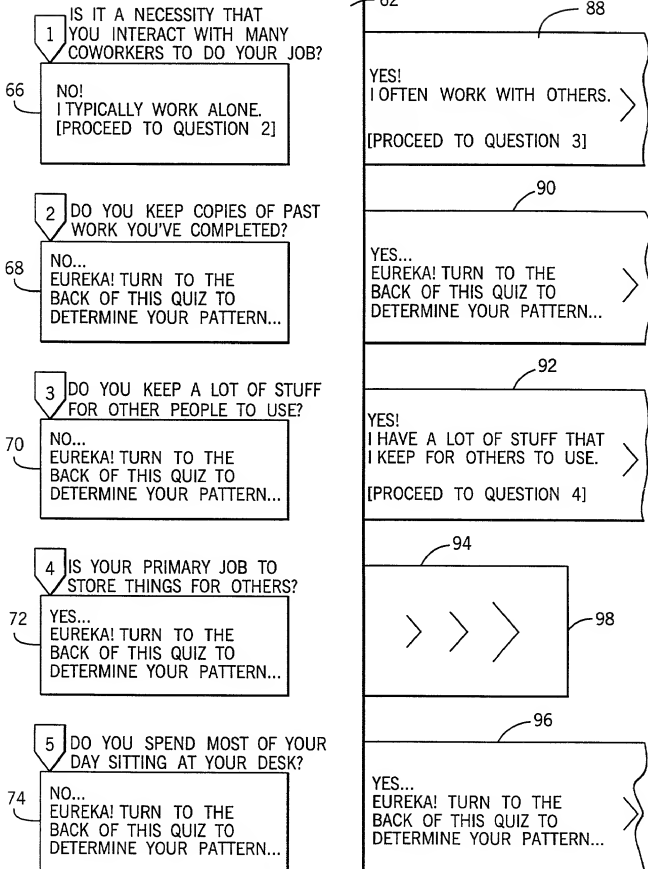 62
88
1
IS IT A NECESSITY THAT
YOU INTERACT WITH MANY
COWORKERS TO DO YOUR JOB?
66
NO!
I TYPICALLY WORK ALONE.
[PROCEED TO QUESTION 2]
YES!
I OFTEN WORK WITH OTHERS.
[PROCEED TO QUESTION 3]
90
2
DO YOU KEEP COPIES OF PAST
WORK YOU'VE COMPLETED?
68
NO...
EUREKA! TURN TO THE
BACK OF THIS QUIZ TO
DETERMINE YOUR PATTERN...
YES...
EUREKA! TURN TO THE
BACK OF THIS QUIZ TO
DETERMINE YOUR PATTERN...
92
3
DO YOU KEEP A LOT OF STUFF
FOR OTHER PEOPLE TO USE?
70
NO...
EUREKA! TURN TO THE
BACK OF THIS QUIZ TO
DETERMINE YOUR PATTERN...
YES!
I HAVE A LOT OF STUFF THAT
I KEEP FOR OTHERS TO USE.
[PROCEED TO QUESTION 4]
94
4
IS YOUR PRIMARY JOB TO
STORE THINGS FOR OTHERS?
72
YES...
EUREKA! TURN TO THE
BACK OF THIS QUIZ TO
DETERMINE YOUR PATTERN...
98
96
5
DO YOU SPEND MOST OF YOUR
DAY SITTING AT YOUR DESK?
74
NO...
EUREKA! TURN TO THE
BACK OF THIS QUIZ TO
DETERMINE YOUR PATTERN...
YES...
EUREKA! TURN TO THE
BACK OF THIS QUIZ TO
DETERMINE YOUR PATTERN...